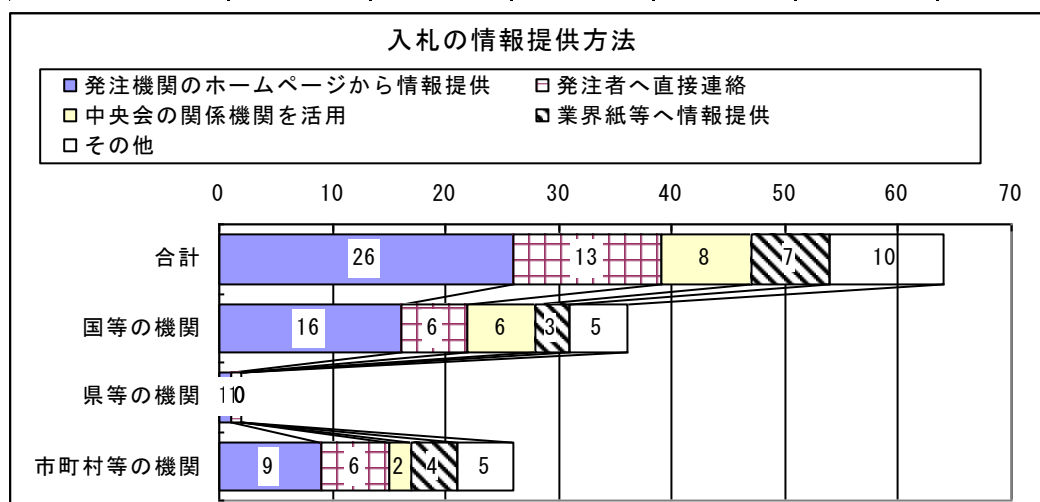 入札の情報提供方法
発注機関のホームページから情報提供 発注者へ直接連絡
中央会の関係機関を活用 業界紙等へ情報提供
その他
0 10 20 30 40 50 60 70
合計 26 13 8 7 10
国等の機関 16 6 6 3 5
県等の機関 1 1 0
市町村等の機関 9 6 2 4 5